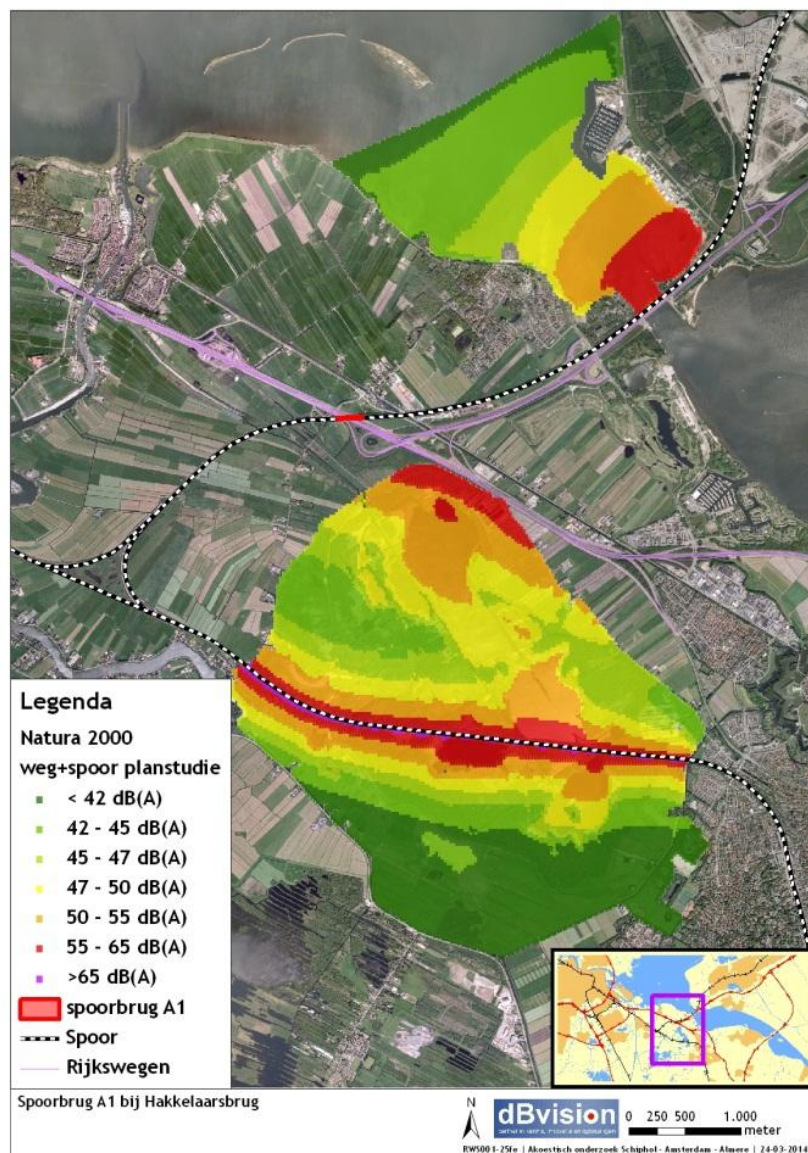 Legenda
Natura 2000
weg+spoor planstudie
< 42 dB(A)
42 - 45 dB(A)
45 - 47 dB(A)
47 - 50 dB(A)
50 - 55 dB(A)
55 - 65 dB(A)
>65 dB(A)
spoorbrug A1
Spoor
Rijkswegen
Spoorbrug A1 bij Hakkelaarsbrug
N
dBvision
0 250 500 1.000
meter
RWS001-25fe | Akoestisch onderzoek Schiphol - Amsterdam - Almere | 24-03-2014